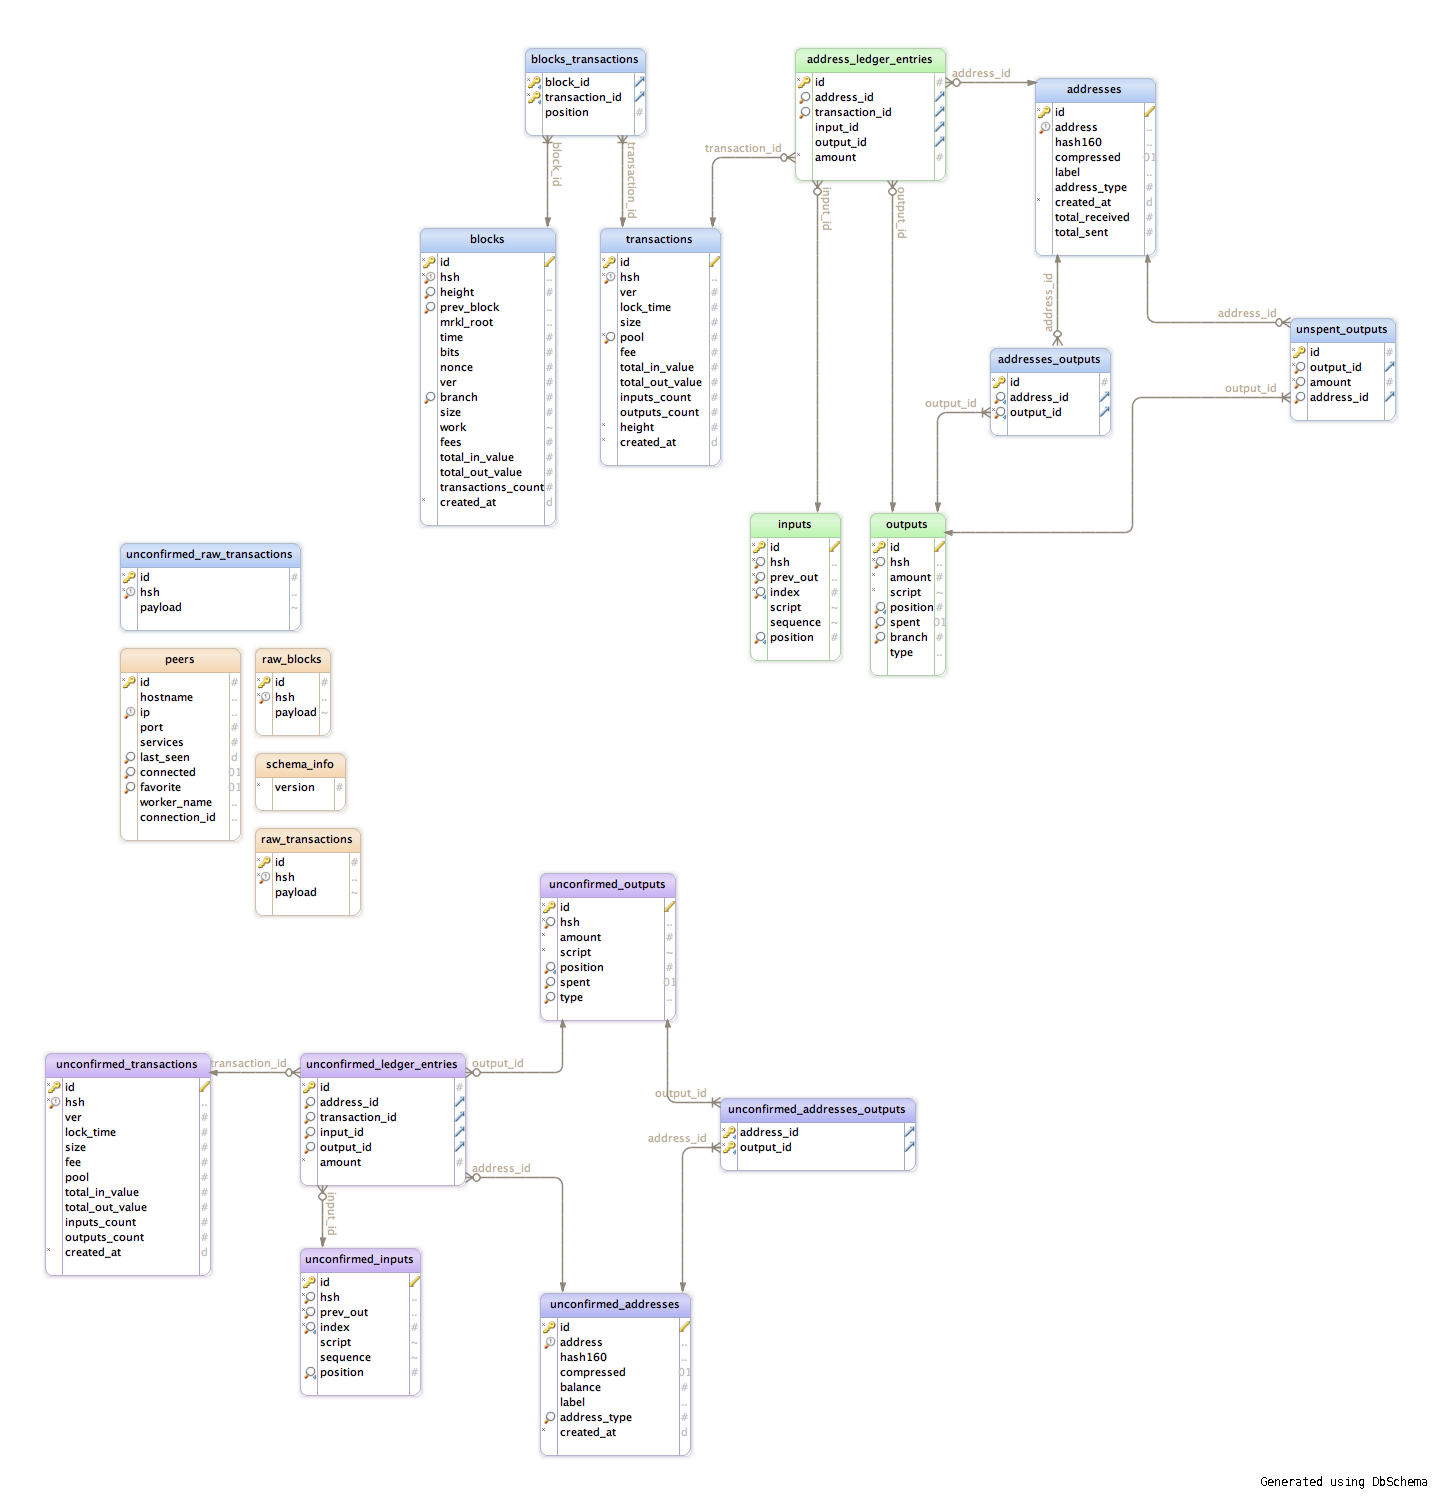 blocks_transactions
block_id
transaction_id
position
block_id
transaction_id
address_ledger_entries
id
address_id
transaction_id
input_id
output_id
amount
address_id
transaction_id
input_id
output_id
addresses
id
address
hash160
compressed
label
address_type
created_at
total_received
total_sent
address_id
address_id
blocks
id
hsh
height
prev_block
mrkl_root
time
bits
nonce
ver
branch
size
work
fees
total_in_value
total_out_value
transactions_count
created_at
transactions
id
hsh
ver
lock_time
size
pool
fee
total_in_value
total_out_value
inputs_count
outputs_count
height
created_at
addresses_outputs
id
address_id
output_id
output_id
unspent_outputs
id
output_id
amount
address_id
output_id
inputs
id
hsh
prev_out
index
script
sequence
position
outputs
id
hsh
amount
script
position
spent
branch
type
unconfirmed_raw_transactions
id
hsh
payload
peers
id
hostname
ip
port
services
last_seen
connected
favorite
worker_name
connection_id
raw_blocks
id
hsh
payload
schema_info
version
raw_transactions
id
hsh
payload
unconfirmed_outputs
id
hsh
amount
script
position
spent
type
unconfirmed_transactions
id
hsh
ver
lock_time
size
fee
pool
total_in_value
total_out_value
inputs_count
outputs_count
created_at
transaction_id
unconfirmed_ledger_entries
id
address_id
transaction_id
input_id
output_id
amount
output_id
address_id
input_id
output_id
address_id
unconfirmed_addresses_outputs
address_id
output_id
unconfirmed_inputs
id
hsh
prev_out
index
script
sequence
position
unconfirmed_addresses
id
address
hash160
compressed
balance
label
address_type
created_at
Generated using DbSchema